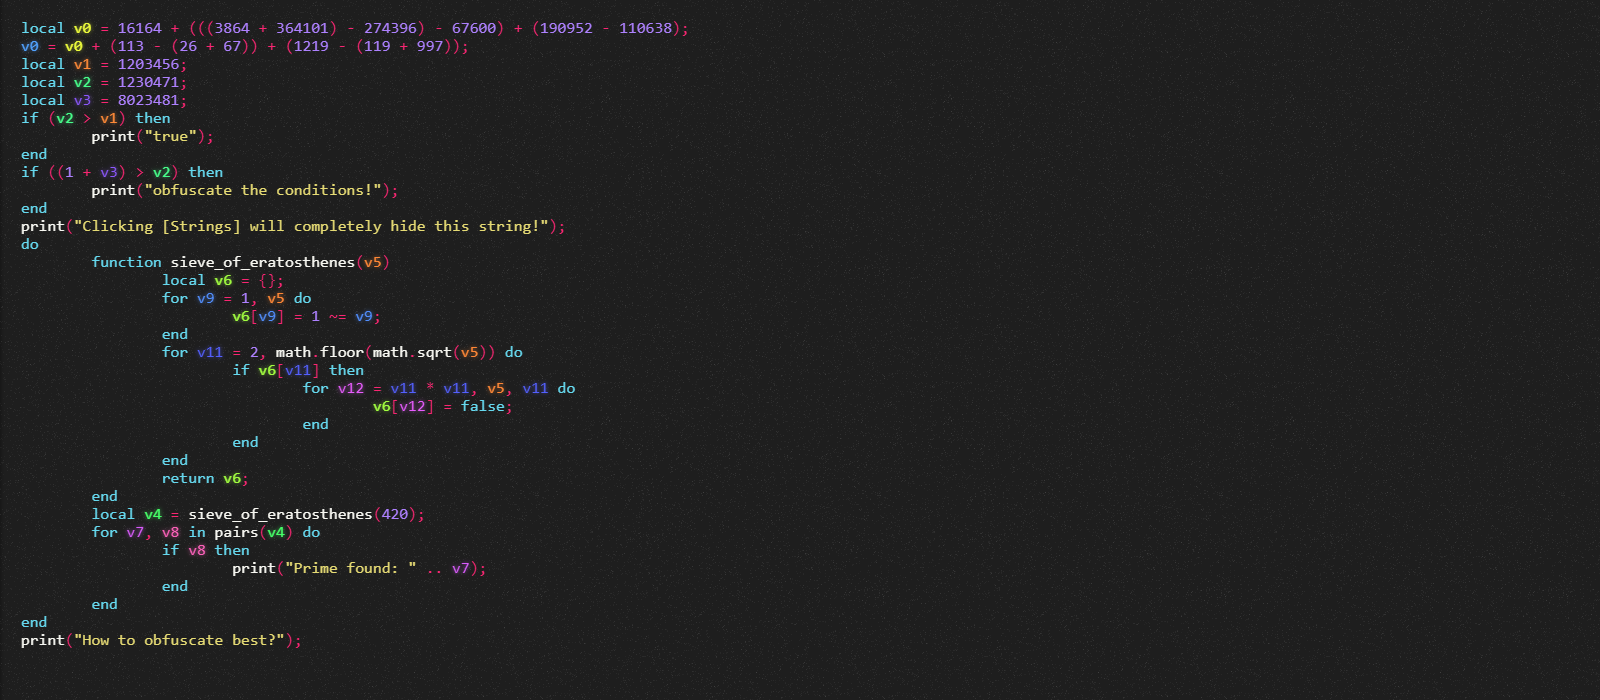 local v0 = 16164 + (((3864 + 364101) - 274396) - 67600) + (190952 - 110638);
v0 = v0 + (113 - (26 + 67)) + (1219 - (119 + 997));
local v1 = 1203456;
local v2 = 1230471;
local v3 = 8023481;
if (v2 > v1) then
print("true");
end
if ((1 + v3) > v2) then
print("obfuscate the conditions!");
end
print("Clicking [Strings] will completely hide this string!");
do
function sieve_of_eratosthenes(v5)
local v6 = {};
for v9 = 1, v5 do
v6[v9] = 1 ~= v9;
end
for v11 = 2, math.floor(math.sqrt(v5)) do
if v6[v11] then
for v12 = v11 * v11, v5, v11 do
v6[v12] = false;
end
end
end
return v6;
end
local v4 = sieve_of_eratosthenes(420);
for v7, v8 in pairs(v4) do
if v8 then
print("Prime found: " .. v7);
end
end
end
print("How to obfuscate best?");